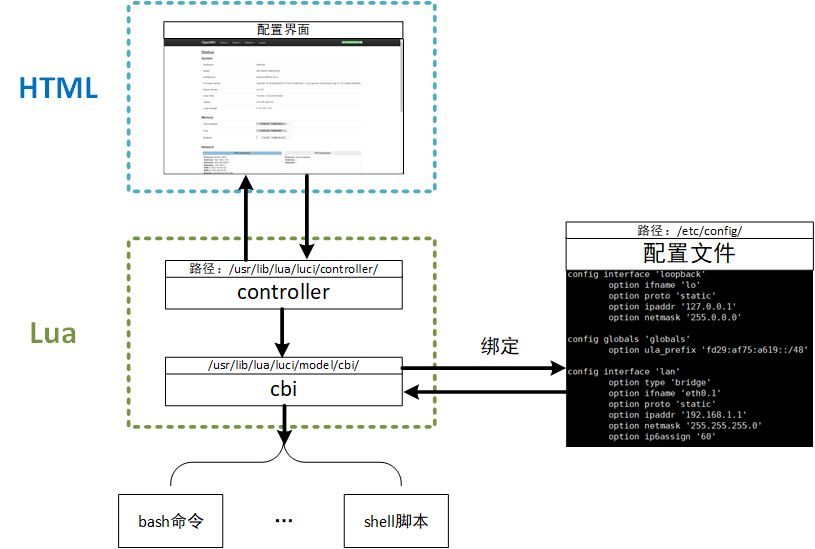 配置界面
OpenWrt
Status
System
Memory
Network
HTML
路径：/usr/lib/lua/luci/controller/
controller
Lua
/usr/lib/lua/luci/model/cbi/
cbi
绑定
路径：/etc/config/
配置文件
config interface 'loopback'
option ifname 'lo'
option proto 'static'
option ipaddr '127.0.0.1'
option netmask '255.0.0.0'
config globals 'globals'
option ula_prefix 'fd29:af75:a619::/48'
config interface 'lan'
option type 'bridge'
option ifname 'eth0.1'
option proto 'static'
option ipaddr '192.168.1.1'
option netmask '255.255.255.0'
option ip6assign '60'
bash命令
...
shell脚本